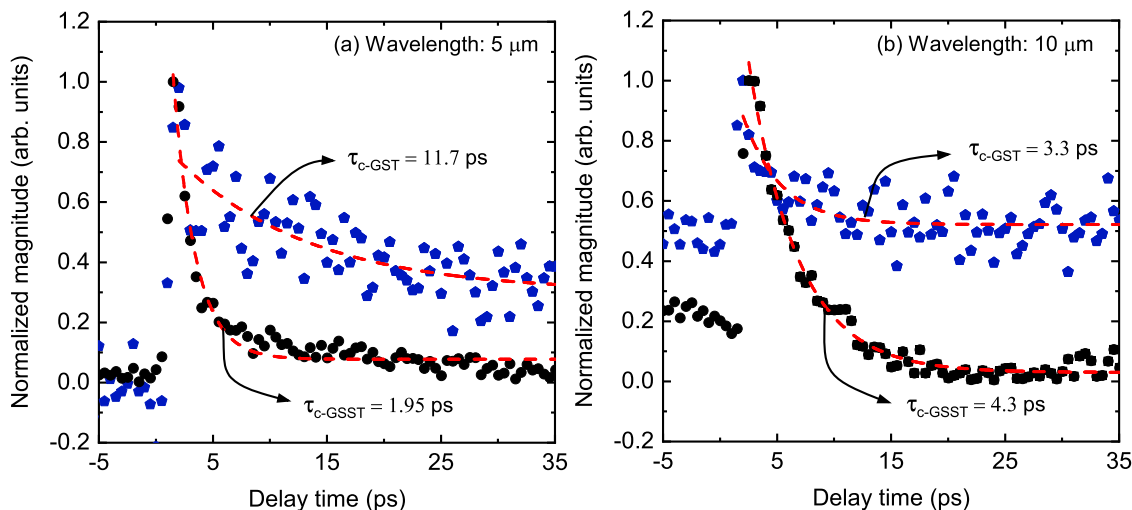 (a) Wavelength: 5 μm
Normalized magnitude (arb. units)
1.2
1.0
0.8
0.6
0.4
0.2
0.0
-0.2
τc-GST = 11.7 ps
τc-GSST = 1.95 ps
-5
5
15
25
35
Delay time (ps)
(b) Wavelength: 10 μm
Normalized magnitude (arb. units)
1.2
1.0
0.8
0.6
0.4
0.2
0.0
-0.2
τc-GST = 3.3 ps
τc-GSST = 4.3 ps
-5
5
15
25
35
Delay time (ps)